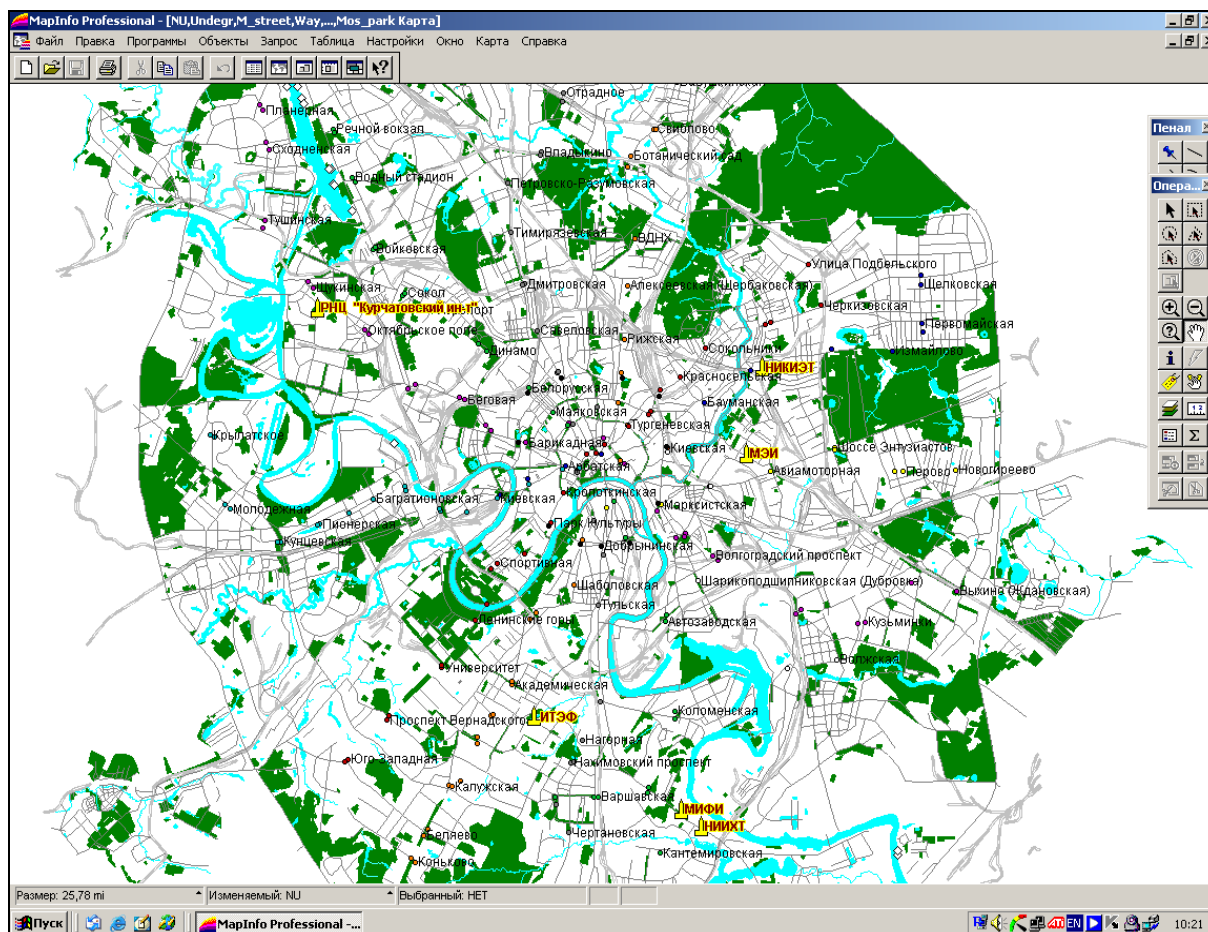 MapInfo Professional - [NU,Undegr,M_street,Way,...,Mos_park Карта]
Файл Правка Программы Объекты Запрос Таблица Настройки Окно Карта Справка
Отрадное
Планерная
Речной вокзал
Свиблово
Пенал
Сходненская
Владыкино
Ботанический сад
Водный стадион
Петровско-Разумовская
Опера...
Тушинская
Тимирязевская
ВДНХ
Войковская
Улица Подбельского
Щукинская
Сокол
Дмитровская
Алексеевская (Щербаковская)
Щелковская
РНЦ "Курчатовский ин-т"
порт
Черкизовская
Октябрьское поле
Савеловская
Рижская
Первомайская
Динамо
Сокольники
Измайлово
НИКИЭТ
Красносельская
Белорусская
Беговая
Бауманская
Маяковская
Тургеневская
Крылатское
Барикадная
Киевская
Шоссе Энтузиастов
МЭИ
Арбатская
Авиамоторная
Перово
Новогиреево
Багратионовская
Киевская
Кропоткинская
Молодежная
Марксистская
Пионерская
Парк Культуры
Кунцевская
Добрынинская
Волгоградский проспект
Спортивная
Шаболовская
Шарикоподшипниковская (Дубровка)
Выхино (Ждановская)
Тульская
Ленинские горы
Автозаводская
Кузьминки
Университет
Волжская
Академическая
Проспект Вернадского
ИТЭФ
Коломенская
Нагорная
Юго-Западная
Нахимовский проспект
Калужская
Варшавская
МИФИ
НИИХТ
Беляево
Чертановская
Коньково
Кантемировская
Размер: 25,78 mi
Изменяемый: NU
Выбранный: НЕТ
Пуск
MapInfo Professional -...
EN
10:21